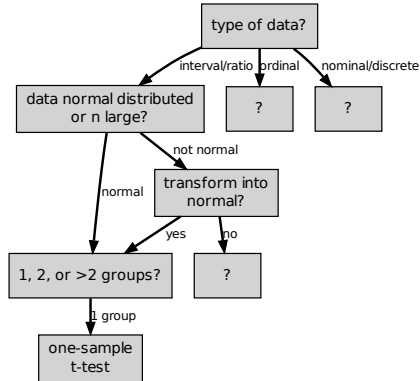 type of data?
interval/ratio
ordinal
nominal/discrete
data normal distributed
or n large?
?
?
not normal
normal
transform into
normal?
yes
no
1, 2, or >2 groups?
?
1 group
one-sample
t-test